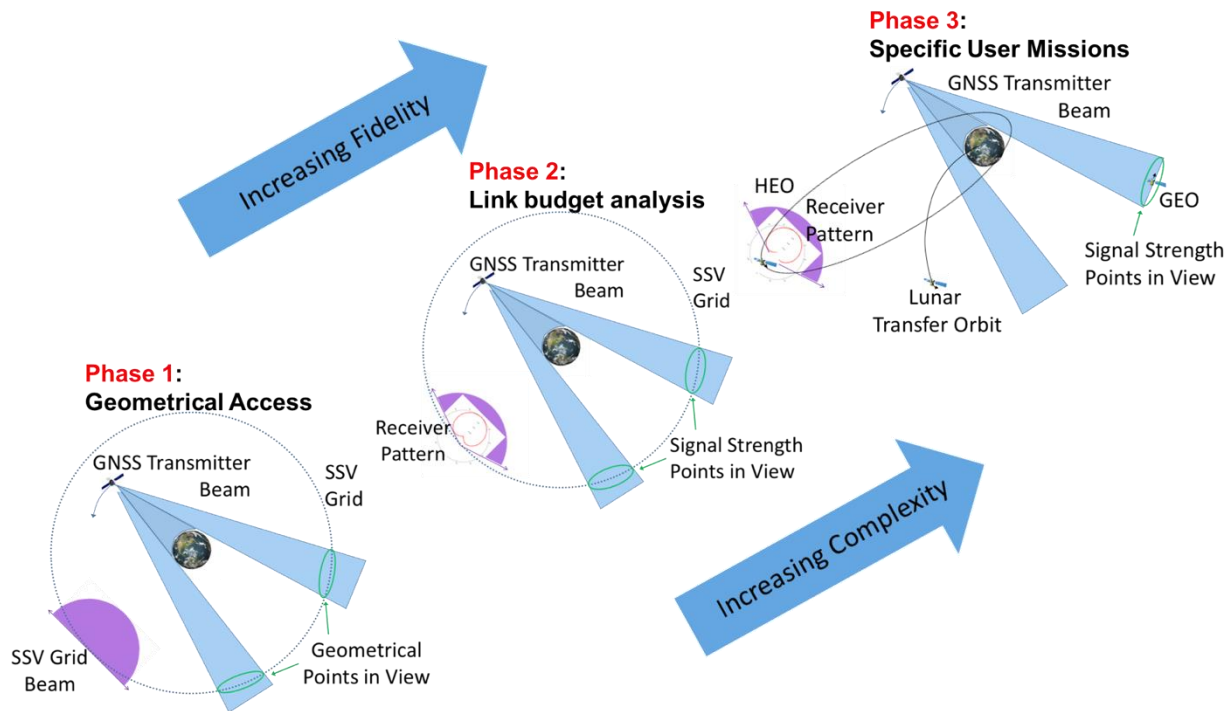 Phase 3:
Specific User Missions
GNSS Transmitter
Beam
HEO
Receiver
Pattern
GEO
Signal Strength
Points in View
Lunar
Transfer Orbit
Increasing Fidelity
Phase 2:
Link budget analysis
GNSS Transmitter
Beam
SSV
Grid
Receiver
Pattern
Signal Strength
Points in View
Phase 1:
Geometrical Access
GNSS Transmitter
Beam
SSV
Grid
SSV Grid
Beam
Geometrical
Points in View
Increasing Complexity